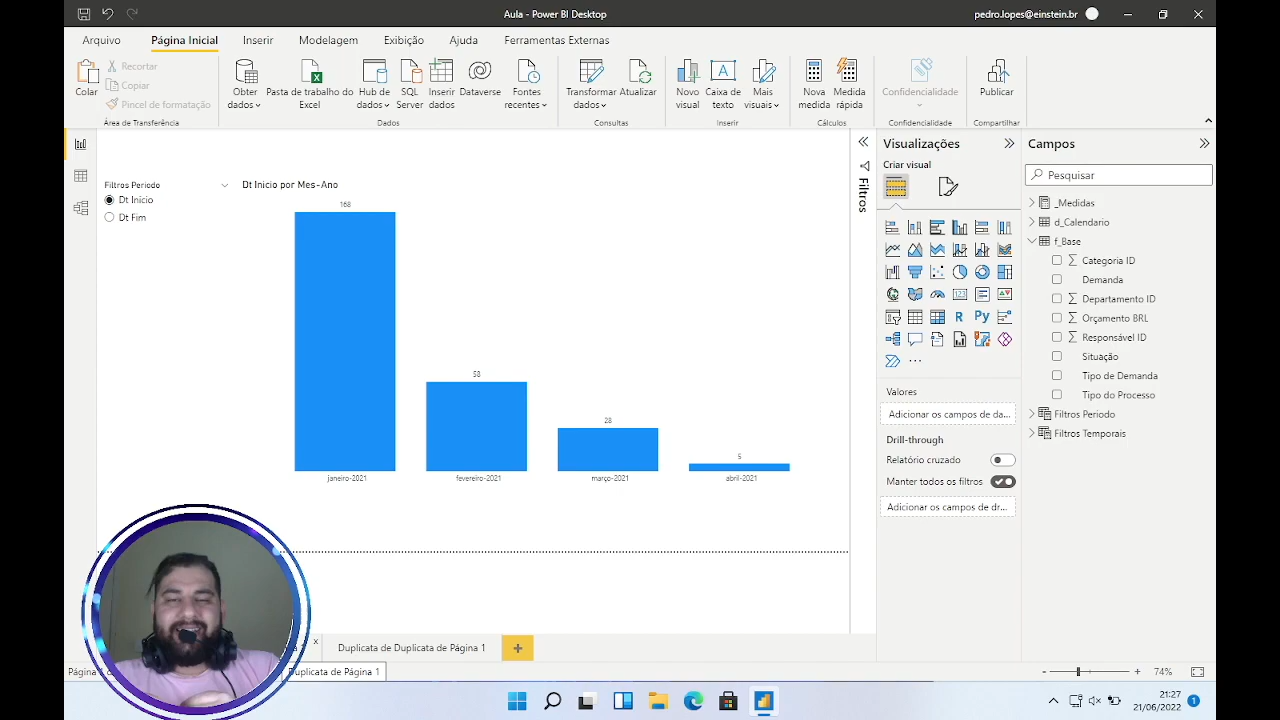 Aula - Power BI Desktop
pedro.lopes@einstein.br
Arquivo
Página Inicial
Inserir
Modelagem
Exibição
Ajuda
Ferramentas Externas
Colar
Recortar
Copiar
Pincel de formatação
Área de Transferência
Obter dados
Pasta de trabalho do Excel
Hub de dados
SQL Server
Inserir dados
Dataverse
Fontes recentes
Dados
Transformar dados
Atualizar
Consultas
Novo visual
Caixa de texto
Mais visuais
Inserir
Nova medida
Medida rápida
Cálculos
Confidencialidade
Confidencialidade
Publicar
Compartilhar
Filtros Periodo
Dt Inicio
Dt Fim
Dt Inicio por Mes-Ano
168
58
28
5
janeiro-2021
fevereiro-2021
março-2021
abril-2021
Filtros
Visualizações
Criar visual
R
Py
123
Valores
Adicionar os campos de da...
Drill-through
Relatório cruzado
Manter todos os filtros
Adicionar os campos de dr...
Campos
Pesquisar
_Medidas
d_Calendario
f_Base
Categoria ID
Demanda
Departamento ID
Orçamento BRL
Responsável ID
Situação
Tipo de Demanda
Tipo do Processo
Filtros Periodo
Filtros Temporais
Duplicata de Duplicata de Página 1
Duplicata de Página 1
Página
74%
21:27
21/06/2022
1